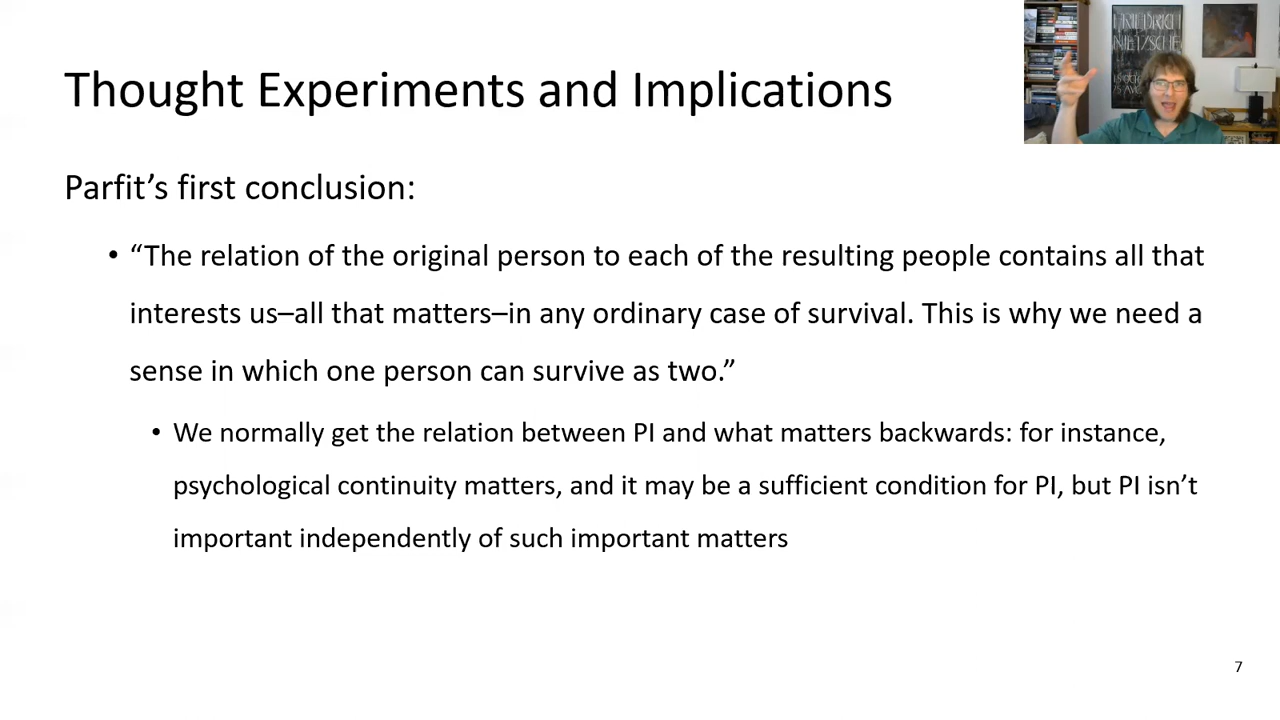 Thought Experiments and Implications
FRIEDRICH
NIETZSCHE
Parfit’s first conclusion:
• “The relation of the original person to each of the resulting people contains all that
interests us–all that matters–in any ordinary case of survival. This is why we need a
sense in which one person can survive as two.”
• We normally get the relation between PI and what matters backwards: for instance,
psychological continuity matters, and it may be a sufficient condition for PI, but PI isn’t
important independently of such important matters
7